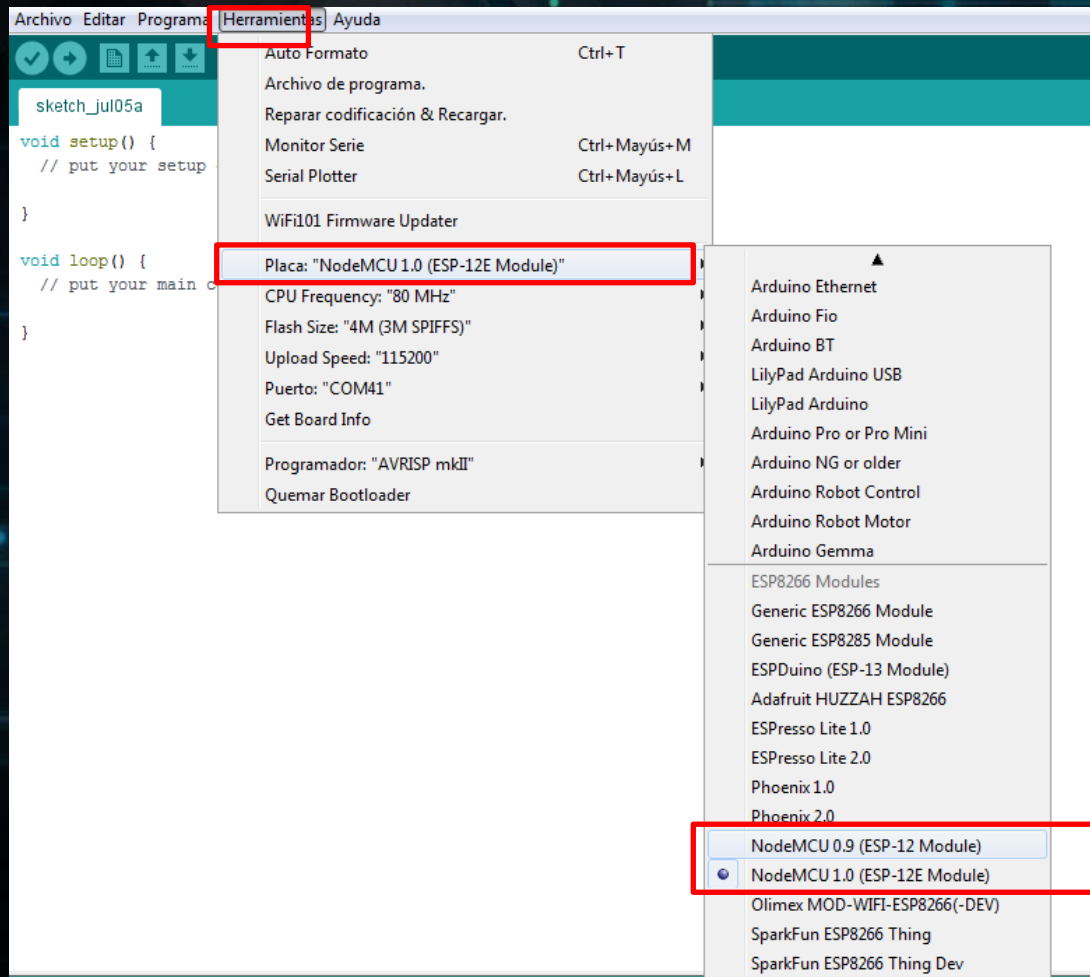 Archivo Editar Programa Herramientas Ayuda
sketch_jul05a
void setup() {
// put your setup
}
void loop() {
// put your main c
}
Auto Formato Ctrl+T
Archivo de programa.
Reparar codificación & Recargar.
Monitor Serie Ctrl+Mayús+M
Serial Plotter Ctrl+Mayús+L
WiFi101 Firmware Updater
Placa: "NodeMCU 1.0 (ESP-12E Module)"
CPU Frequency: "80 MHz"
Flash Size: "4M (3M SPIFFS)"
Upload Speed: "115200"
Puerto: "COM41"
Get Board Info
Programador: "AVRISP mkII"
Quemar Bootloader
Arduino Ethernet
Arduino Fio
Arduino BT
LilyPad Arduino USB
LilyPad Arduino
Arduino Pro or Pro Mini
Arduino NG or older
Arduino Robot Control
Arduino Robot Motor
Arduino Gemma
ESP8266 Modules
Generic ESP8266 Module
Generic ESP8285 Module
ESPDuino (ESP-13 Module)
Adafruit HUZZAH ESP8266
ESPresso Lite 1.0
ESPresso Lite 2.0
Phoenix 1.0
Phoenix 2.0
NodeMCU 0.9 (ESP-12 Module)
NodeMCU 1.0 (ESP-12E Module)
Olimex MOD-WIFI-ESP8266(-DEV)
SparkFun ESP8266 Thing
SparkFun ESP8266 Thing Dev